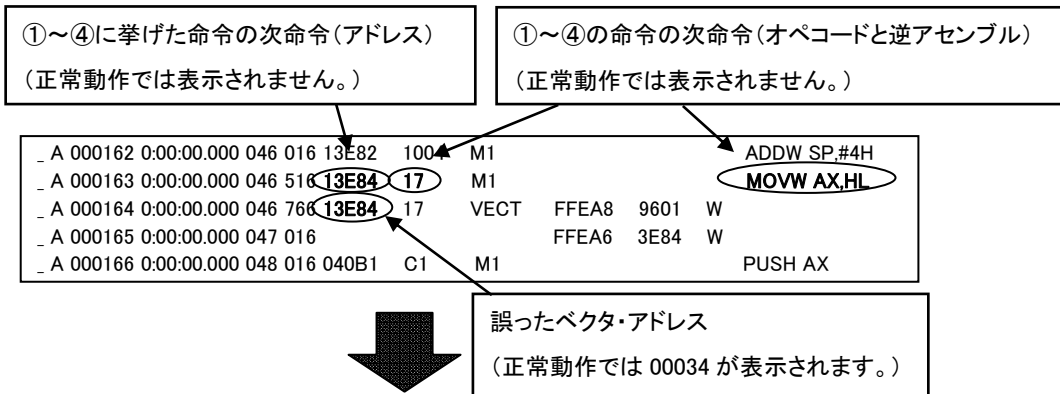 ①～④に挙げた命令の次命令(アドレス)
(正常動作では表示されません。)
①～④の命令の次命令(オペコードと逆アセンブル)
(正常動作では表示されません。)
_ A 000162 0:00:00.000 046 016 13E82 1004 M1 ADDW SP,#4H
_ A 000163 0:00:00.000 046 516 13E84 17 M1 MOVW AX,HL
_ A 000164 0:00:00.000 046 766 13E84 17 VECT FFEA8 9601 W
_ A 000165 0:00:00.000 047 016 FFEA6 3E84 W
_ A 000166 0:00:00.000 048 016 040B1 C1 M1 PUSH AX
誤ったベクタ・アドレス
(正常動作では 00034 が表示されます。)